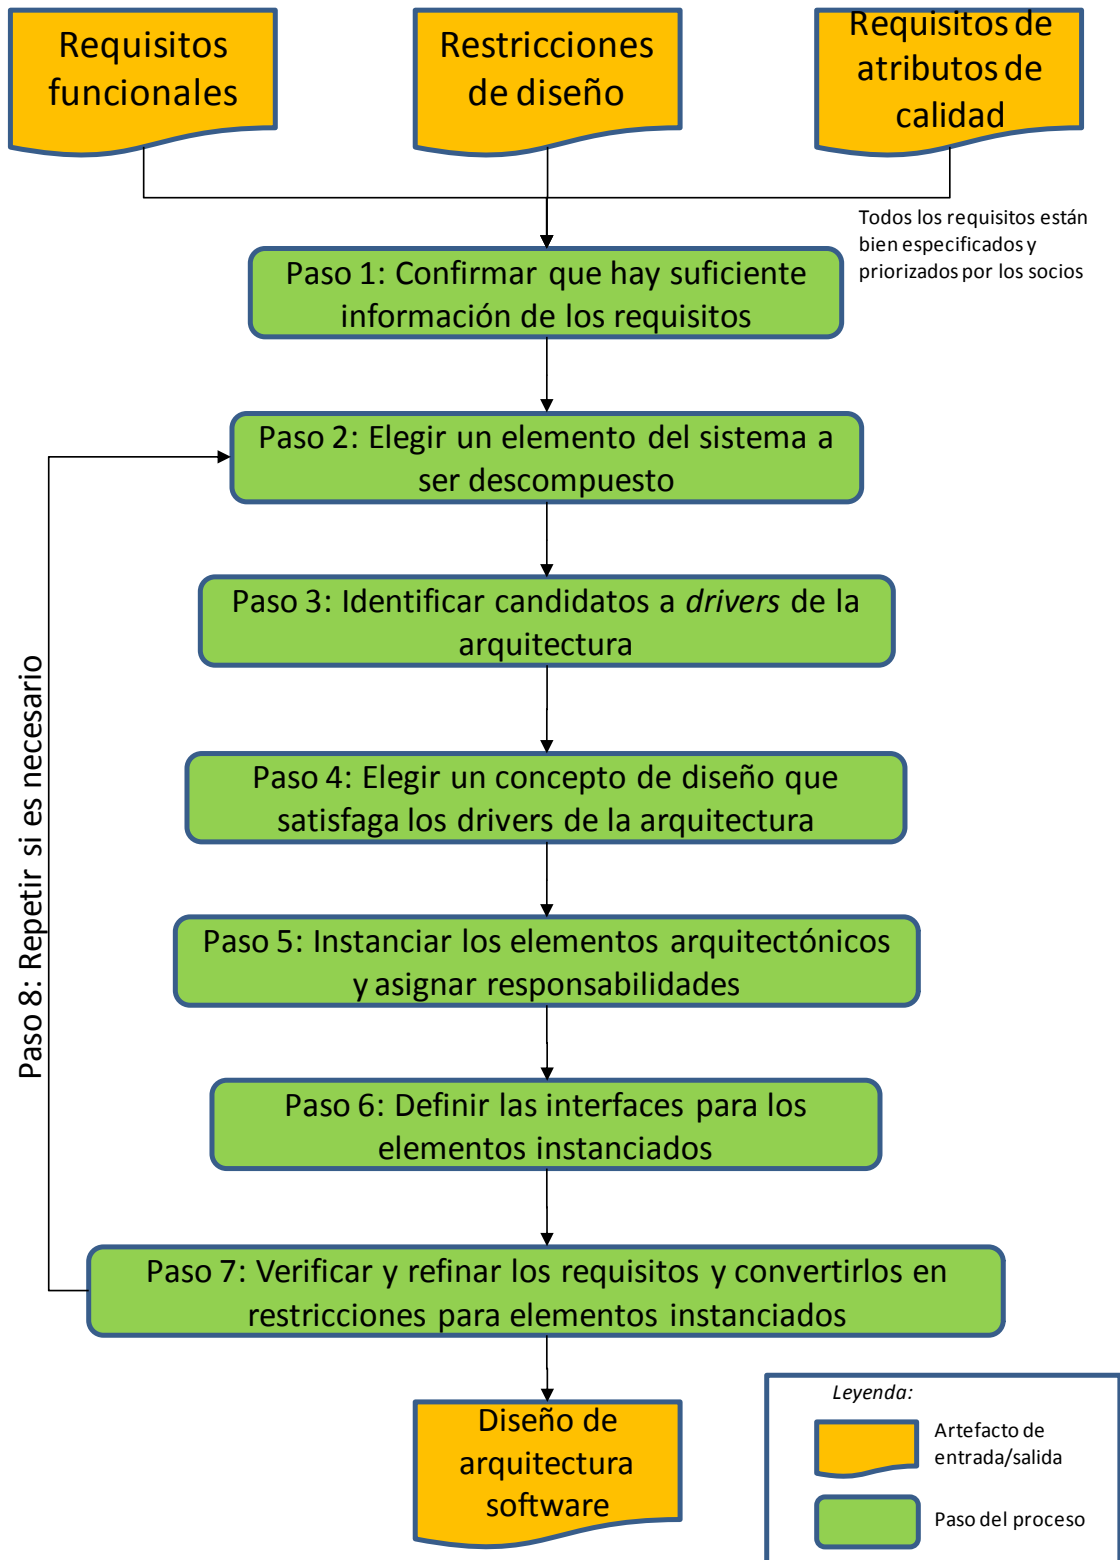 Requisitos
funcionales
Restricciones
de diseño
Requisitos de
atributos de
calidad
Todos los requisitos están
bien especificados y
priorizados por los socios
Paso 1: Confirmar que hay suficiente
información de los requisitos
Paso 2: Elegir un elemento del sistema a
ser descompuesto
Paso 3: Identificar candidatos a drivers de la
arquitectura
Paso 4: Elegir un concepto de diseño que
satisfaga los drivers de la arquitectura
Paso 5: Instanciar los elementos arquitectónicos
y asignar responsabilidades
Paso 6: Definir las interfaces para los
elementos instanciados
Paso 7: Verificar y refinar los requisitos y convertirlos en
restricciones para elementos instanciados
Paso 8: Repetir si es necesario
Diseño de
arquitectura
software
Leyenda:
Artefacto de
entrada/salida
Paso del proceso